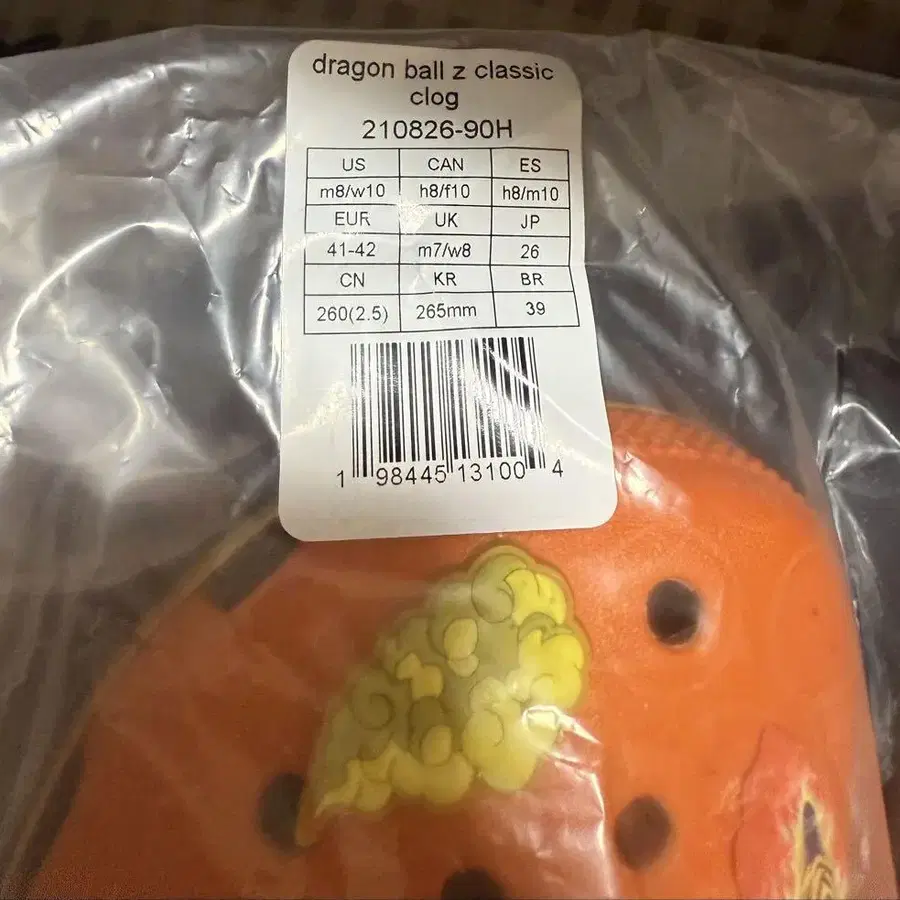 dragon ball z classic
clog
210826-90H
US CAN ES
m8/w10 h8/f10 h8/m10
EUR UK JP
41-42 m7/w8 26
CN KR BR
260(2.5) 265mm 39
1 98445 13100 4